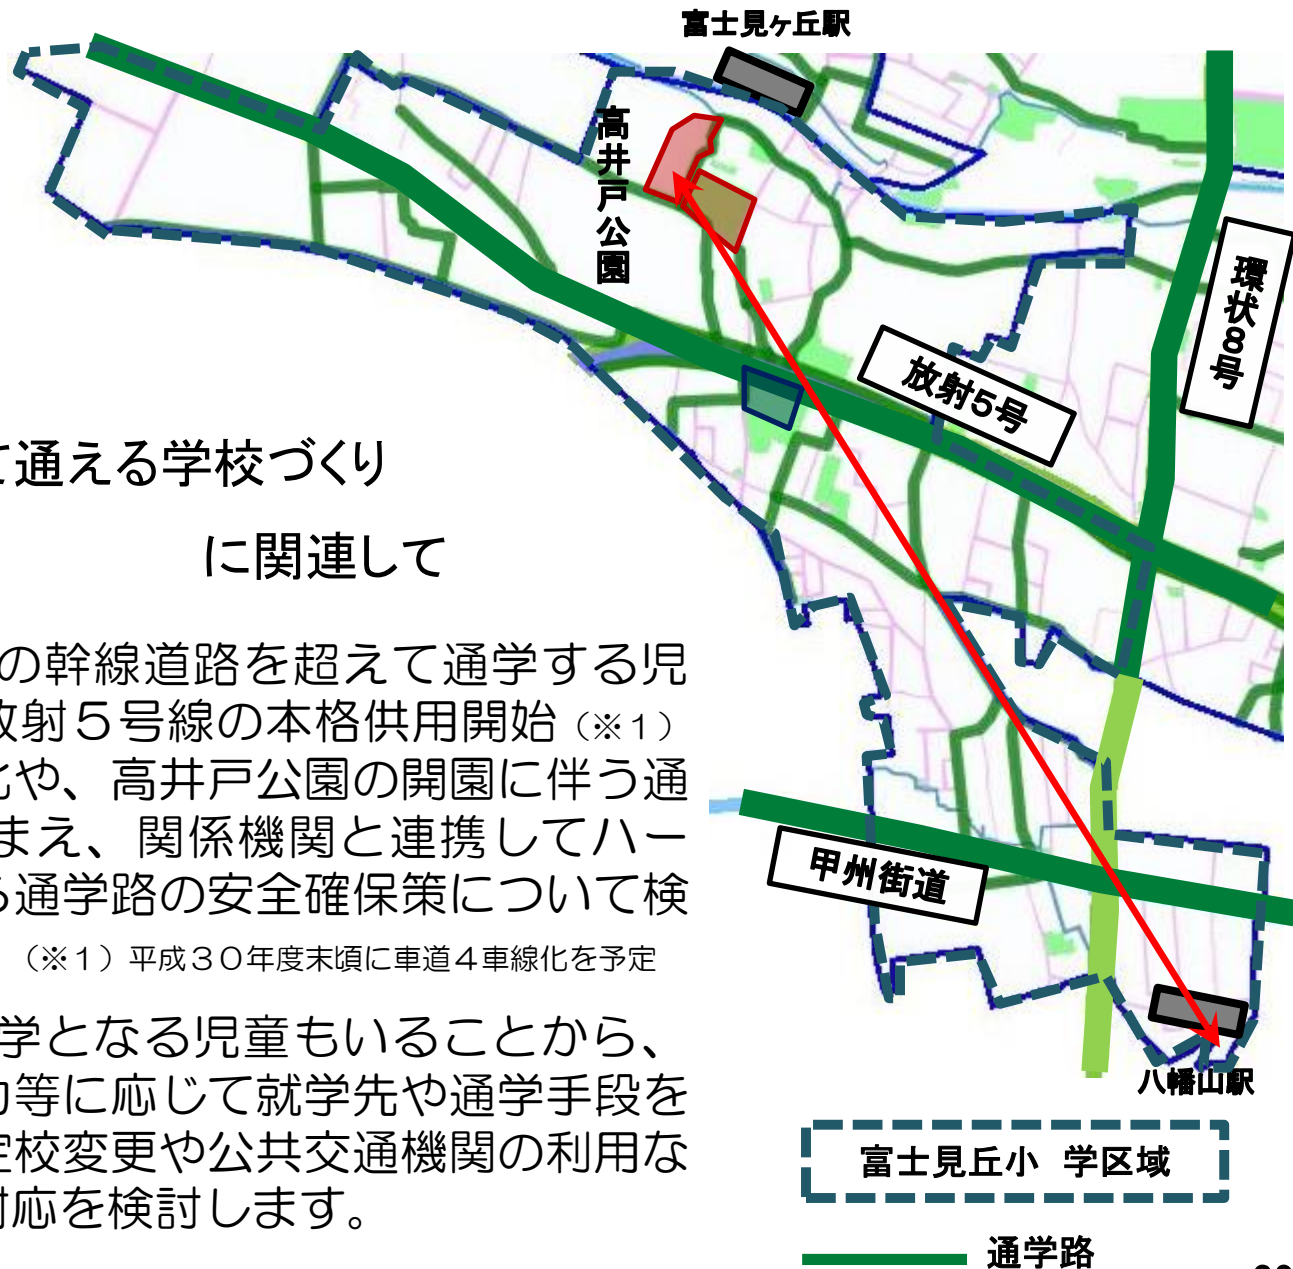 富士見ヶ丘駅
高井戸公園
環状8号
放射5号
て通える学校づくり
に関連して
の幹線道路を超えて通学する児
放射５号線の本格供用開始（※１）
化や、高井戸公園の開園に伴う通
まえ、関係機関と連携してハー
る通学路の安全確保策について検
（※１）平成３０年度末頃に車道４車線化を予定
学となる児童もいることから、
力等に応じて就学先や通学手段を
定校変更や公共交通機関の利用な
対応を検討します。
甲州街道
八幡山駅
富士見丘小 学区域
通学路